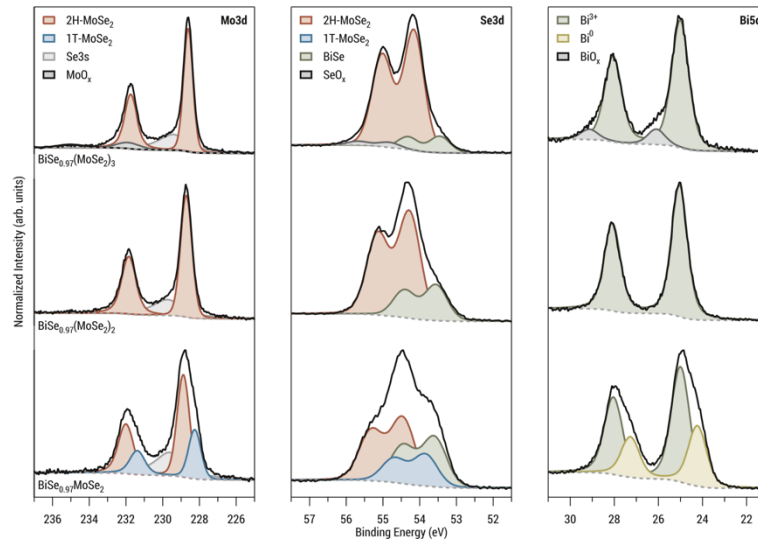 2H-MoSe₂
1T-MoSe₂
Se3s
MoOₓ
Mo3d
2H-MoSe₂
1T-MoSe₂
BiSe
SeOₓ
Se3d
Bi³⁺
Bi⁰
BiOₓ
Bi5d
Normalized Intensity (arb. units)
BiSe₀.₉₇(MoSe₂)₃
BiSe₀.₉₇(MoSe₂)₂
BiSe₀.₉₇MoSe₂
236 234 232 230 228 226
57 56 55 54 53 52
30 28 26 24 22
Binding Energy (eV)